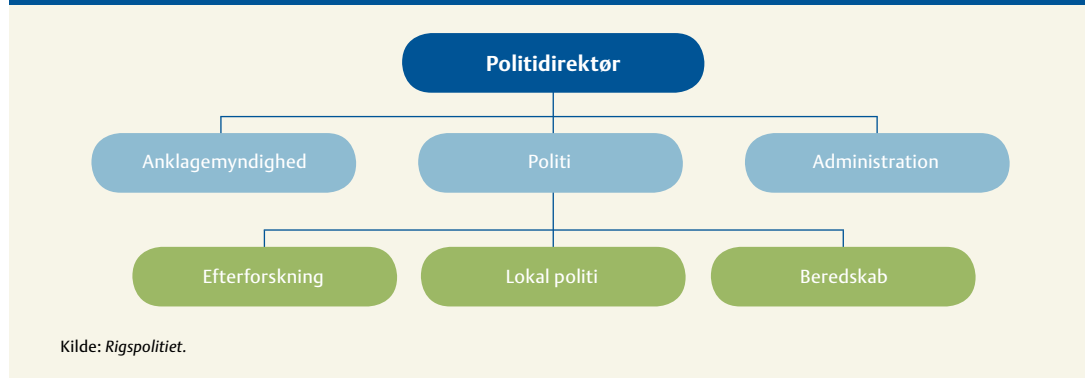 Politidirektør
Anklagemyndighed
Politi
Administration
Efterforskning
Lokal politi
Beredskab
Kilde: Rigspolitiet.